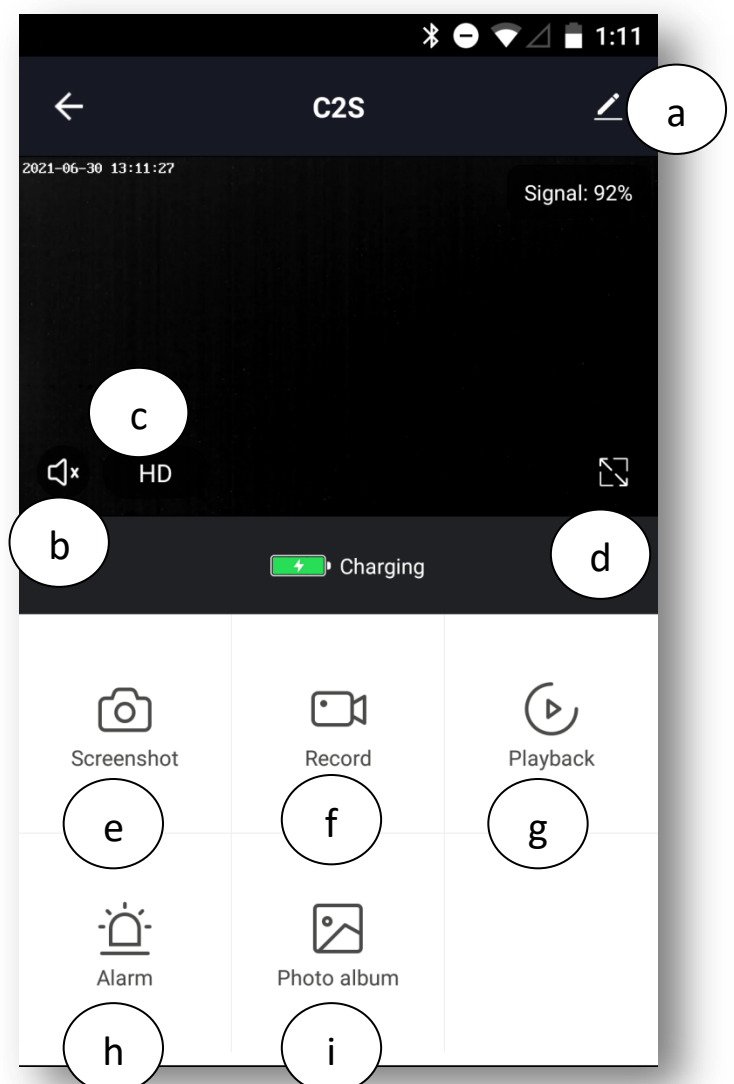 1:11
C2S
a
2021-06-30 13:11:27
Signal: 92%
c
HD
b
d
Charging
Screenshot
Record
Playback
e
f
g
Alarm
Photo album
h
i